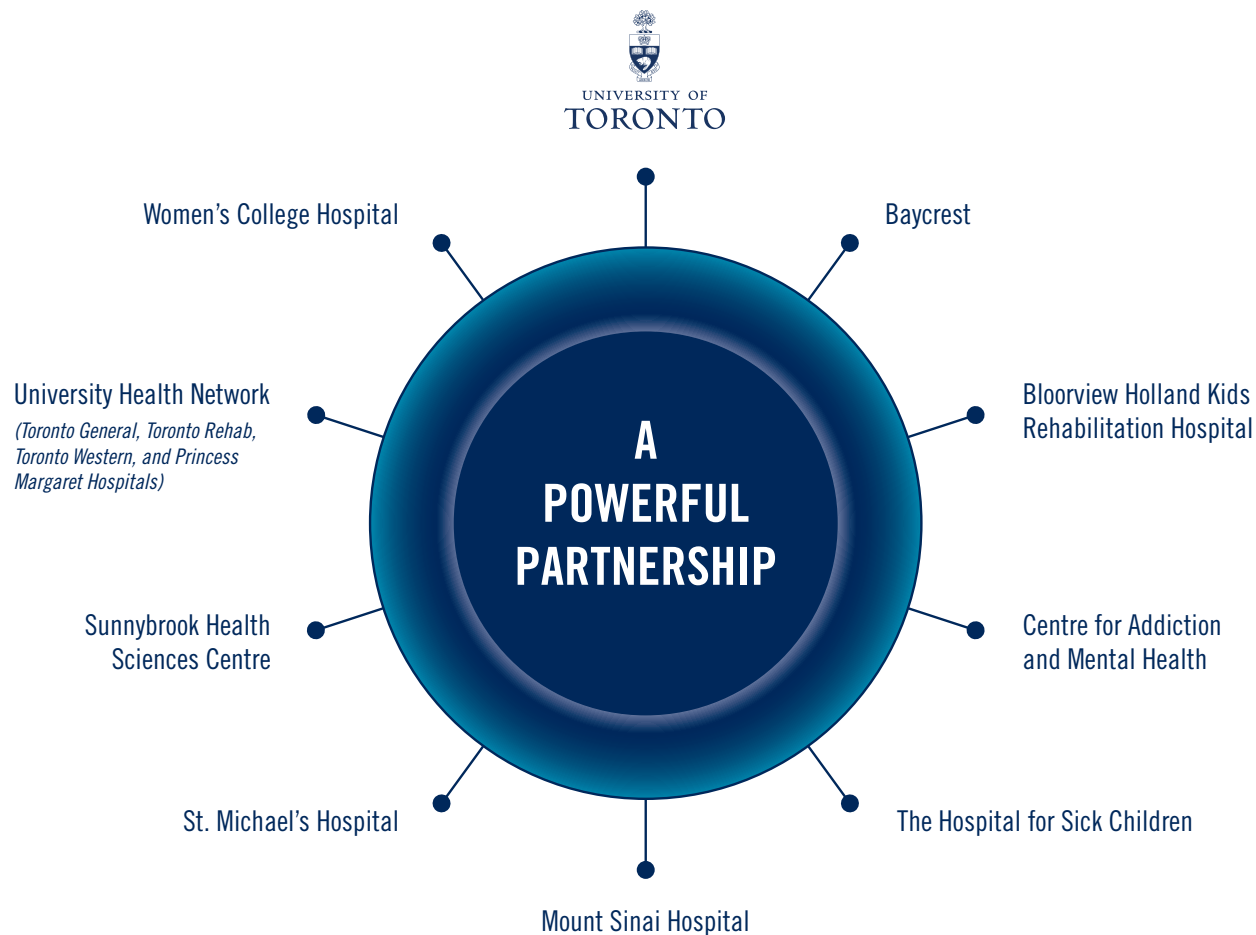 UNIVERSITY OF
TORONTO
Women’s College Hospital
Baycrest
University Health Network
(Toronto General, Toronto Rehab,
Toronto Western, and Princess
Margaret Hospitals)
Bloorview Holland Kids
Rehabilitation Hospital
A
POWERFUL
PARTNERSHIP
Sunnybrook Health
Sciences Centre
Centre for Addiction
and Mental Health
St. Michael’s Hospital
The Hospital for Sick Children
Mount Sinai Hospital